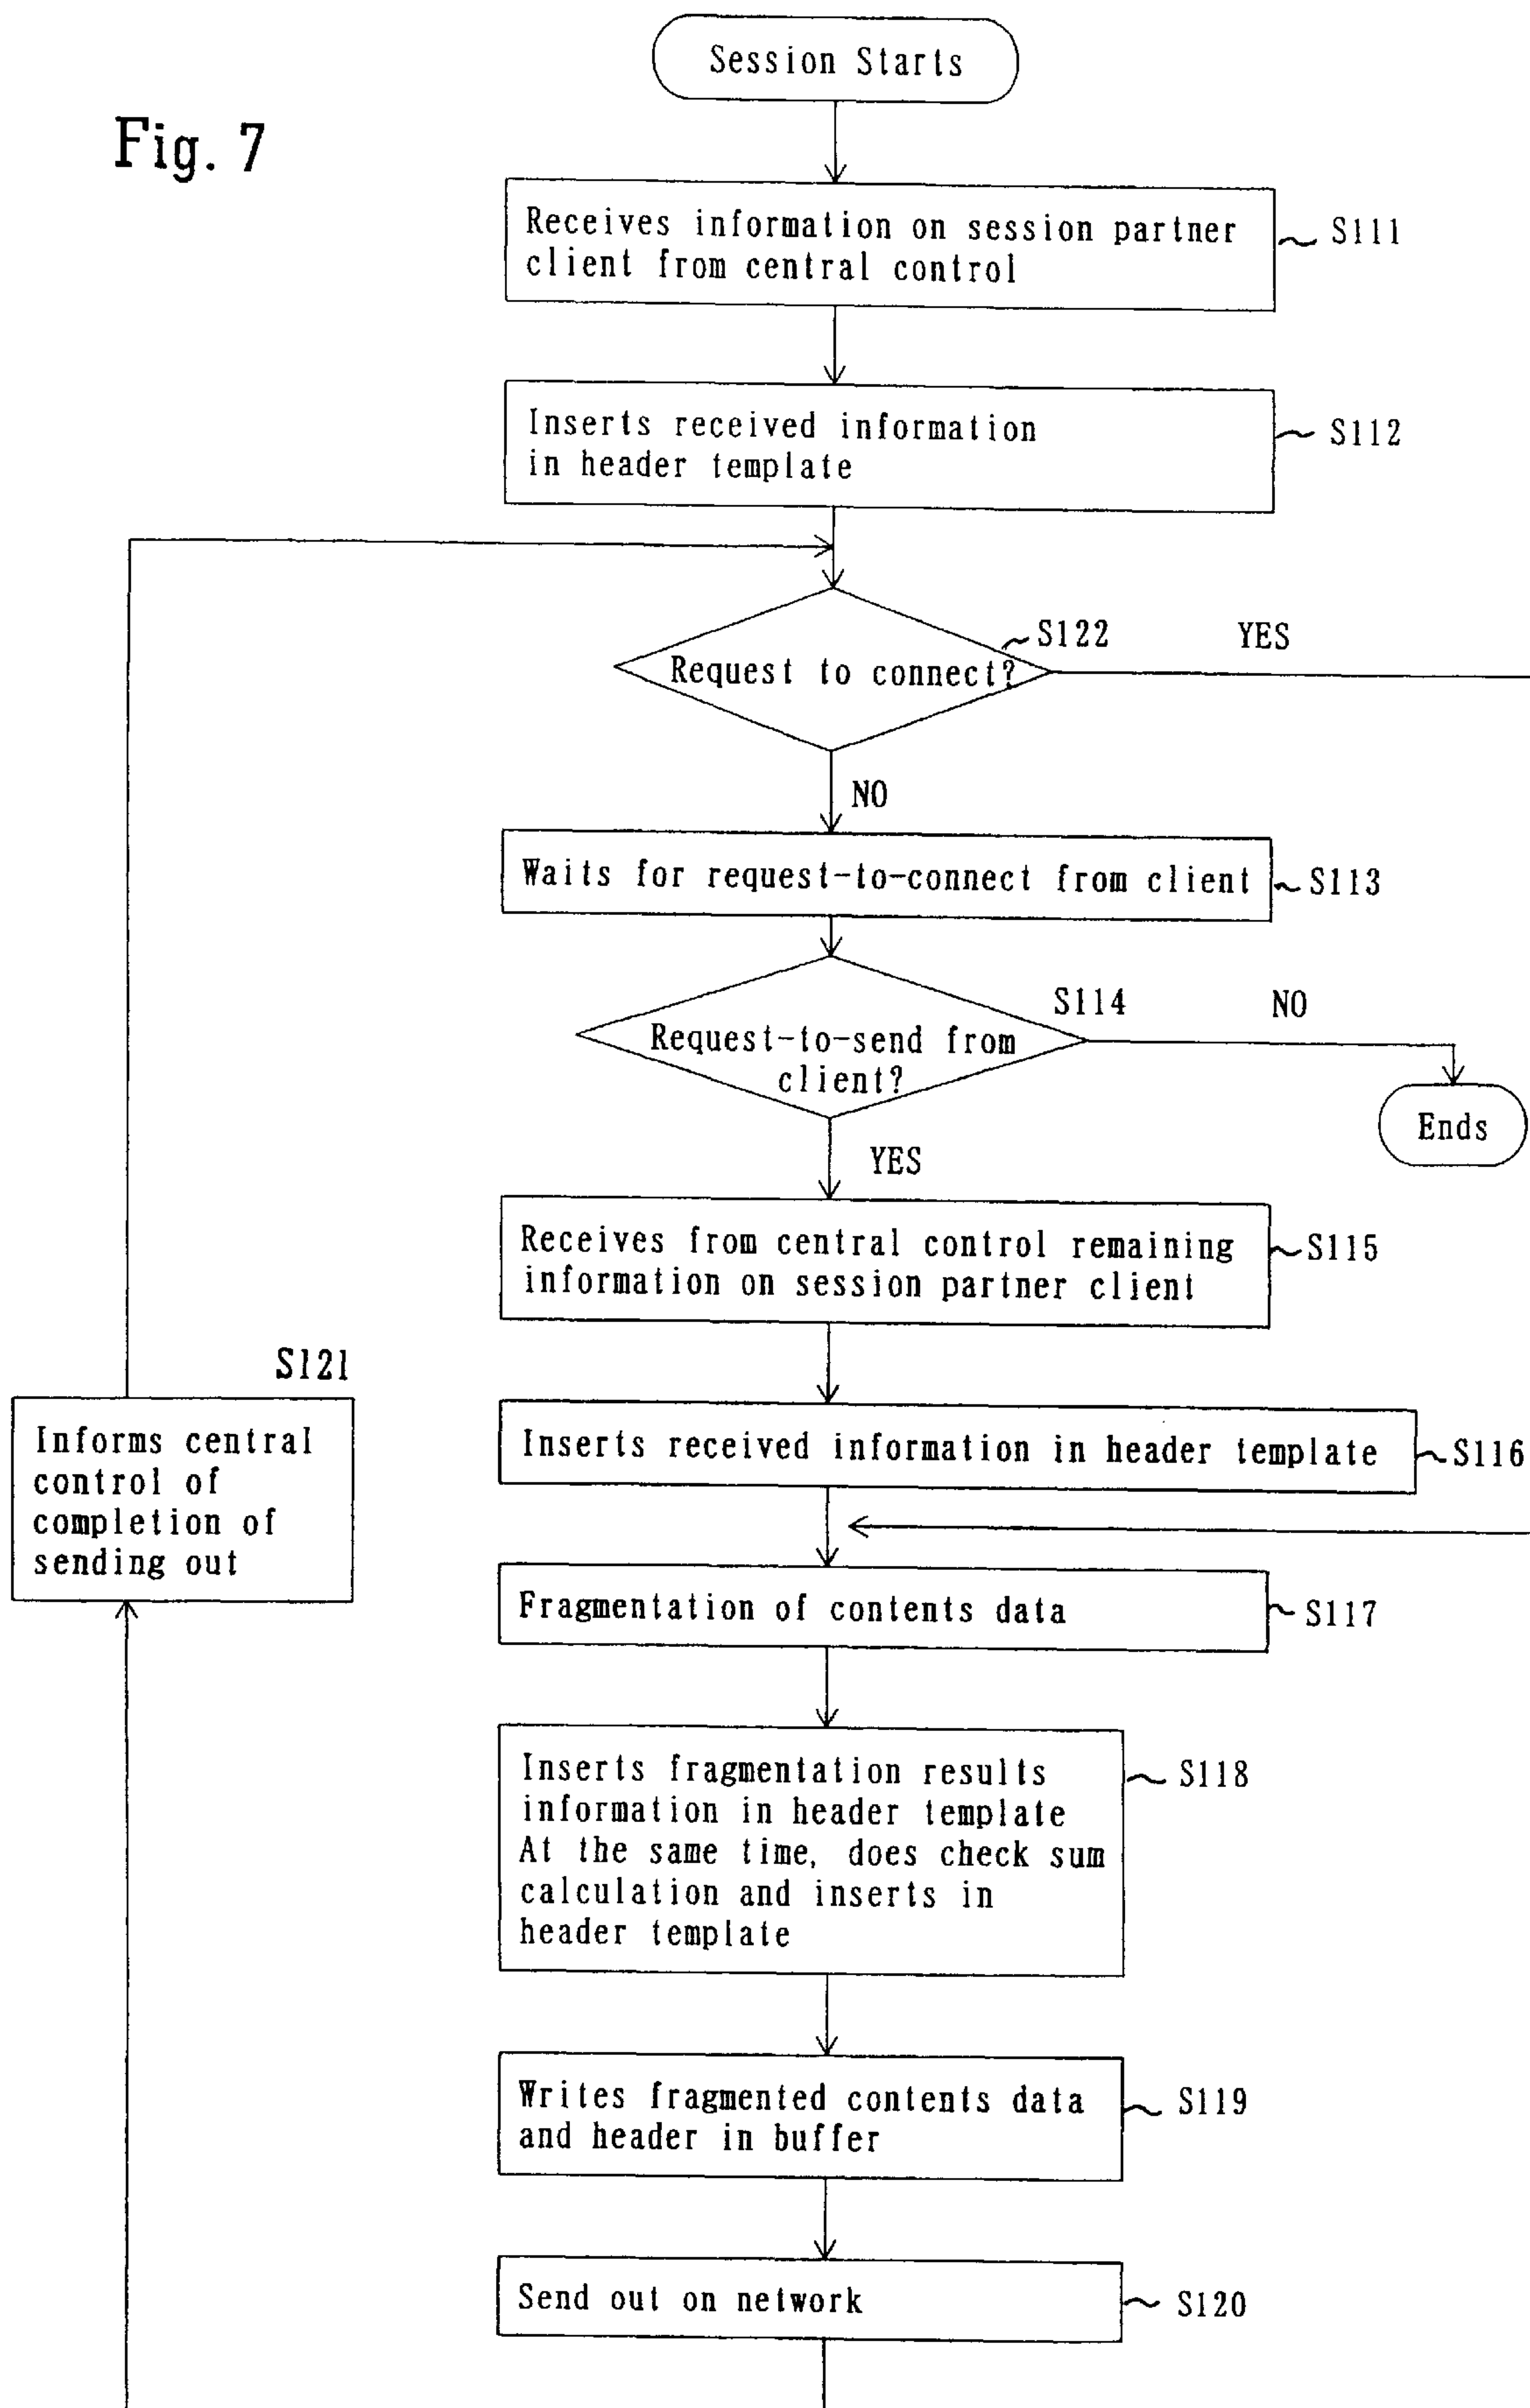 Session Starts
Fig. 7
Receives information on session partner
client from central control
S111
Inserts received information
in header template
S112
S122
YES
Request to connect?
NO
Waits for request-to-connect from client
S113
S114
NO
Request-to-send from
client?
Ends
YES
Receives from central control remaining
information on session partner client
S115
S121
Informs central
control of
completion of
sending out
Inserts received information in header template
S116
Fragmentation of contents data
S117
Inserts fragmentation results
information in header template
At the same time, does check sum
calculation and inserts in
header template
S118
Writes fragmented contents data
and header in buffer
S119
Send out on network
S120